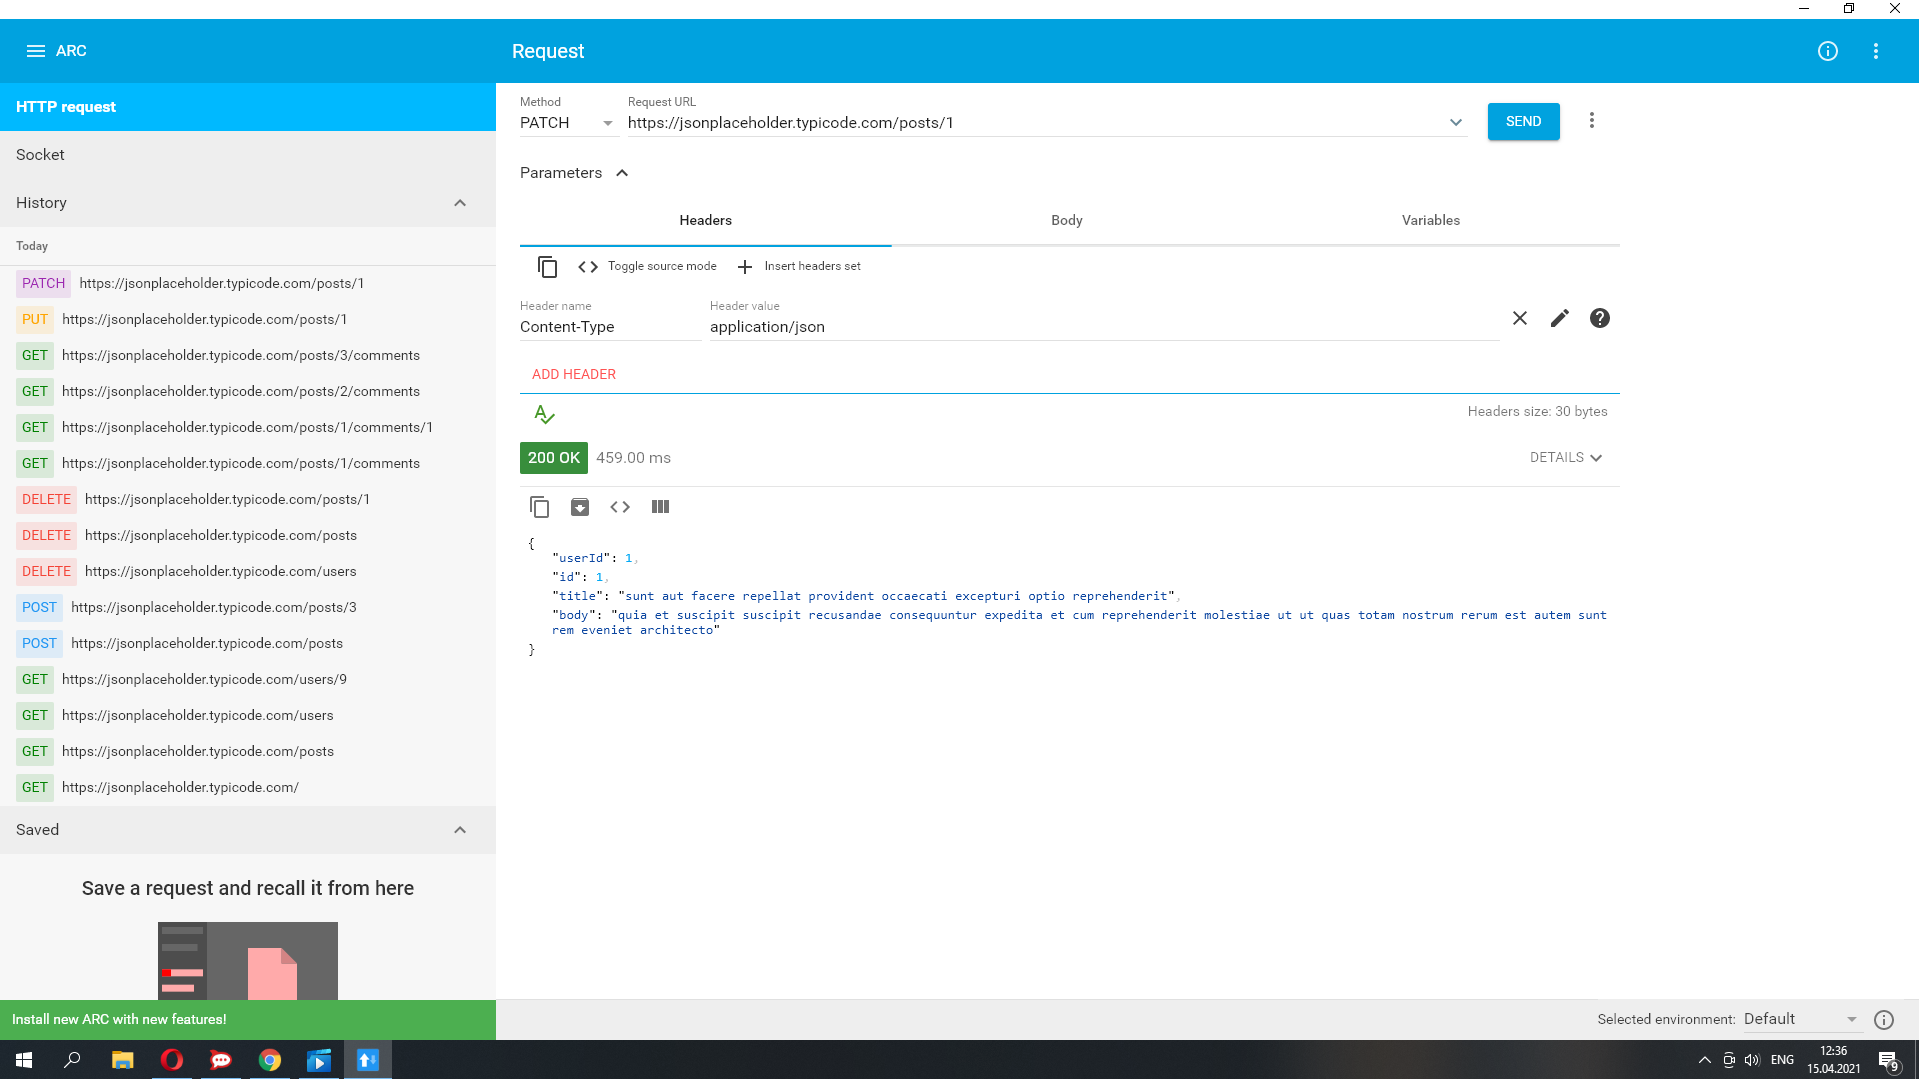 ARC
Request
HTTP request
Socket
History
Today
PATCH https://jsonplaceholder.typicode.com/posts/1
PUT https://jsonplaceholder.typicode.com/posts/1
GET https://jsonplaceholder.typicode.com/posts/3/comments
GET https://jsonplaceholder.typicode.com/posts/2/comments
GET https://jsonplaceholder.typicode.com/posts/1/comments/1
GET https://jsonplaceholder.typicode.com/posts/1/comments
DELETE https://jsonplaceholder.typicode.com/posts/1
DELETE https://jsonplaceholder.typicode.com/posts
DELETE https://jsonplaceholder.typicode.com/users
POST https://jsonplaceholder.typicode.com/posts/3
POST https://jsonplaceholder.typicode.com/posts
GET https://jsonplaceholder.typicode.com/users/9
GET https://jsonplaceholder.typicode.com/users
GET https://jsonplaceholder.typicode.com/posts
GET https://jsonplaceholder.typicode.com/
Saved
Save a request and recall it from here
Install new ARC with new features!
Method Request URL
PATCH https://jsonplaceholder.typicode.com/posts/1
SEND
Parameters
Headers Body Variables
Toggle source mode Insert headers set
Header name Header value
Content-Type application/json
ADD HEADER
Headers size: 30 bytes
200 OK 459.00 ms DETAILS
{
"userId": 1,
"id": 1,
"title": "sunt aut facere repellat provident occaecati excepturi optio reprehenderit",
"body": "quia et suscipit suscipit recusandae consequuntur expedita et cum reprehenderit molestiae ut ut quas totam nostrum rerum est autem sunt
rem eveniet architecto"
}
Selected environment: Default
ENG
12:36
15.04.2021
9